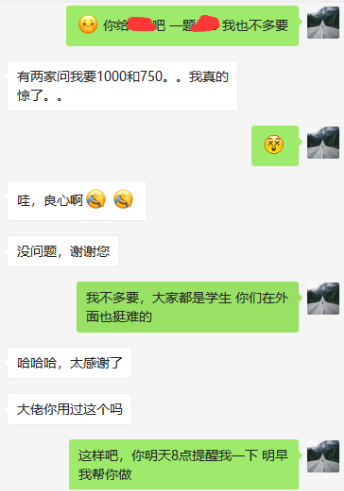 你给吧 一题 我也不多要
有两家问我要1000和750。。我真的
惊了。。
哇，良心啊
没问题，谢谢您
我不多要，大家都是学生 你们在外
面也挺难的
哈哈哈，太感谢了
大佬你用过这个吗
这样吧，你明天8点提醒我一下 明早
我帮你做